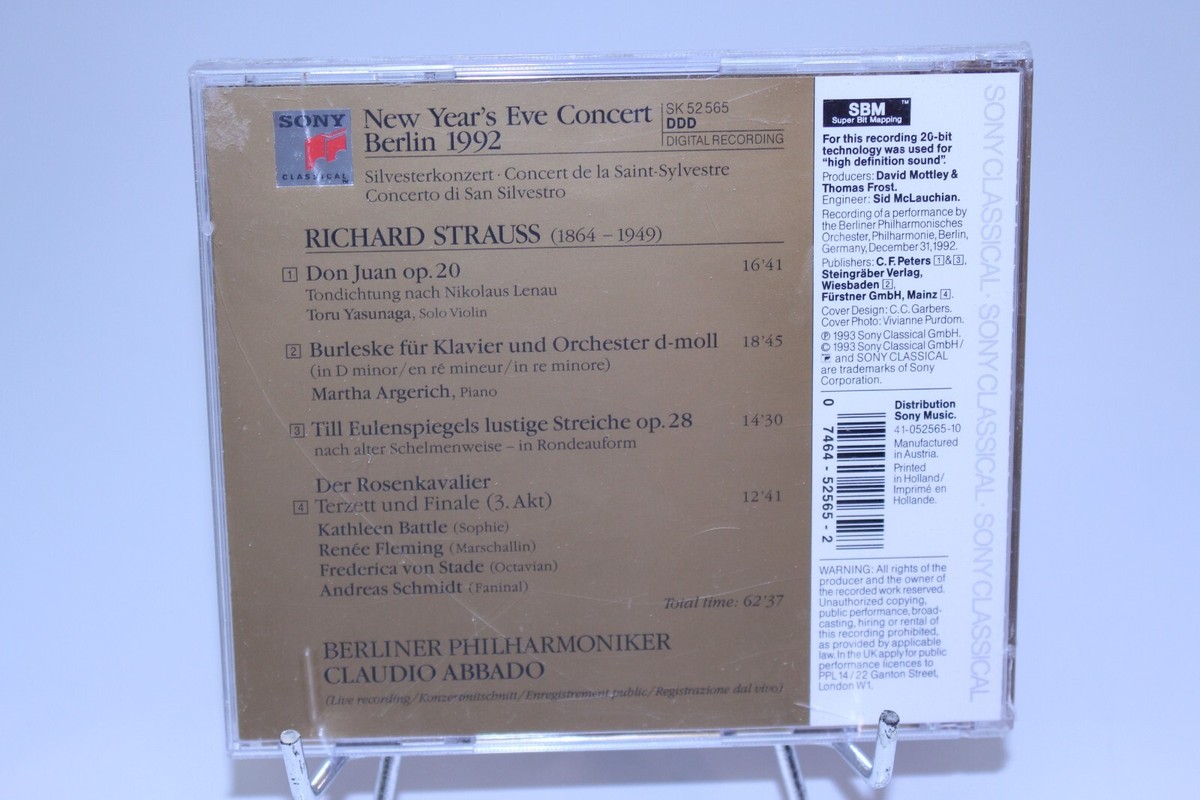 SONY
CLASSICAL™
New Year's Eve Concert
Berlin 1992
SK 52 565
DDD
DIGITAL RECORDING
Silvesterkonzert · Concert de la Saint-Sylvestre
Concerto di San Silvestro
RICHARD STRAUSS (1864 – 1949)
1 Don Juan op. 20 16'41
Tondichtung nach Nikolaus Lenau
Toru Yasunaga, Solo Violin
2 Burleske für Klavier und Orchester d-moll 18'45
(in D minor/en ré mineur/in re minore)
Martha Argerich, Piano
3 Till Eulenspiegels lustige Streiche op. 28 14'30
nach alter Schelmenweise – in Rondeauform
Der Rosenkavalier
4 Terzett und Finale (3. Akt) 12'41
Kathleen Battle (Sophie)
Renée Fleming (Marschallin)
Frederica von Stade (Octavian)
Andreas Schmidt (Faninal)
Total time: 62'37
BERLINER PHILHARMONIKER
CLAUDIO ABBADO
(Live recording/Konzertmitschnitt/Enregistrement public/Registrazione dal vivo)
SBM™
Super Bit Mapping
For this recording 20-bit
technology was used for
"high definition sound".
Producers: David Mottley &
Thomas Frost.
Engineer: Sid McLauchian.
Recording of a performance by
the Berliner Philharmonisches
Orchester, Philharmonie, Berlin,
Germany, December 31, 1992.
Publishers: C. F. Peters 1 & 3,
Steingräber Verlag,
Wiesbaden 2,
Fürstner GmbH, Mainz 4.
Cover Design: C. C. Garbers.
Cover Photo: Vivianne Purdom.
℗ 1993 Sony Classical GmbH.
© 1993 Sony Classical GmbH/
and SONY CLASSICAL
are trademarks of Sony
Corporation.
0 7464-52565-2
Distribution
Sony Music.
41-052565-10
Manufactured
in Austria.
Printed
in Holland/
Imprimé en
Hollande.
WARNING: All rights of the
producer and the owner of
the recorded work reserved.
Unauthorized copying,
public performance, broad-
casting, hiring or rental of
this recording prohibited,
as provided by applicable
law. In the UK apply for public
performance licences to
PPL 14/22 Ganton Street,
London W1.
SONY CLASSICAL · SONY CLASSICAL · SONY CLASSICAL